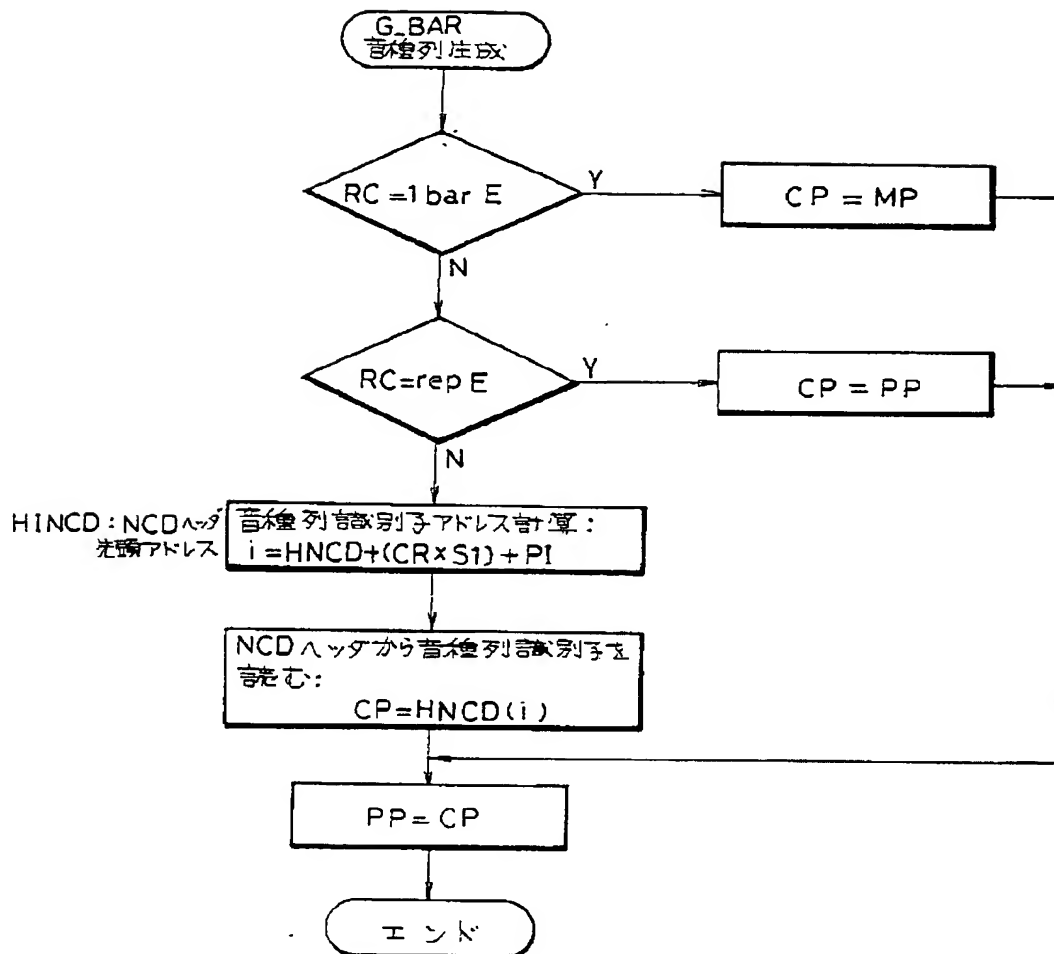 G_BAR
音種列生成
RC=1 bar E
Y
CP = MP
N
RC=rep E
Y
CP = PP
N
HINCD:NCDヘッダ
先頭アドレス
音種列識別子アドレス計算:
i=HNCD+(CR×S1)+PI
NCDヘッダから音種列識別子を
読む:
CP=HNCD(i)
PP=CP
エンド